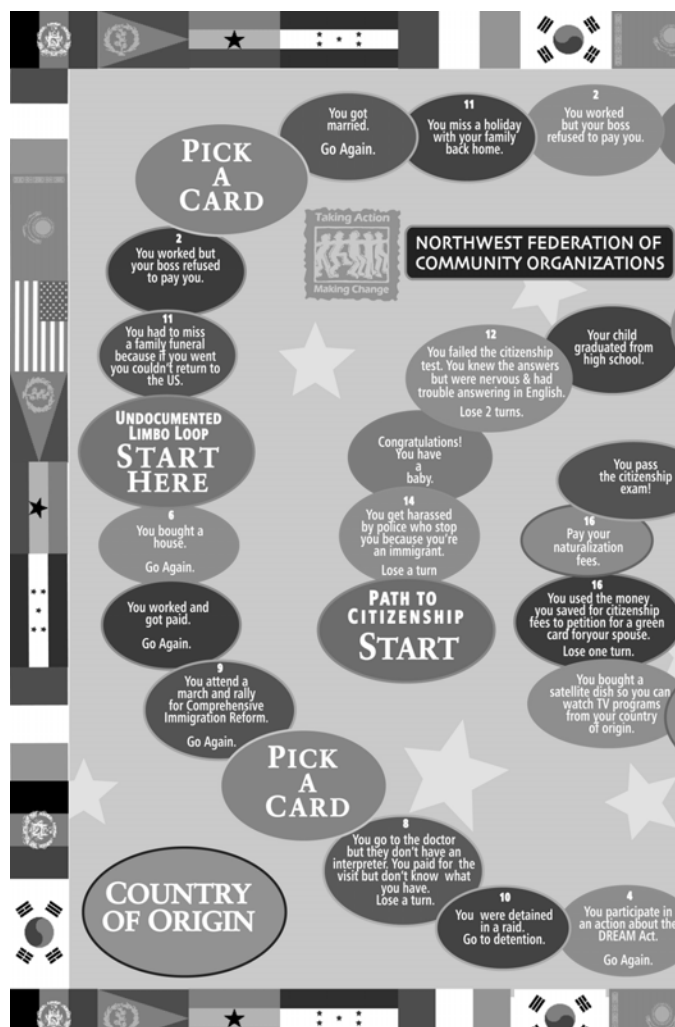 You got
married.
Go Again.
11
You miss a holiday
with your family
back home.
2
You worked
but your boss
refused to pay you.
PICK
A
CARD
Taking Action
Making Change
NORTHWEST FEDERATION OF
COMMUNITY ORGANIZATIONS
2
You worked but
your boss refused
to pay you.
11
You had to miss
a family funeral
because if you went
you couldn't return to
the US.
UNDOCUMENTED
LIMBO LOOP
START
HERE
6
You bought a
house.
Go Again.
You worked and
got paid.
Go Again.
9
You attend a
march and rally
for Comprehensive
Immigration Reform.
Go Again.
PICK
A
CARD
8
You go to the doctor
but they don't have an
interpreter. You paid for the
visit but don't know what
you have.
Lose a turn.
10
You were detained
in a raid.
Go to detention.
4
You participate in
an action about the
DREAM Act.
Go Again.
COUNTRY
OF ORIGIN
PATH TO
CITIZENSHIP
START
14
You get harassed
by police who stop
you because you're
an immigrant.
Lose a turn
Congratulations!
You have
a
baby.
12
You failed the citizenship
test. You knew the answers
but were nervous & had
trouble answering in English.
Lose 2 turns.
Your child
graduated from
high school.
You pass
the citizenship
exam!
16
Pay your
naturalization
fees.
16
You used the money
you saved for citizenship
fees to petition for a green
card foryour spouse.
Lose one turn.
You bought a
satellite dish so you can
watch TV programs
from your country
of origin.